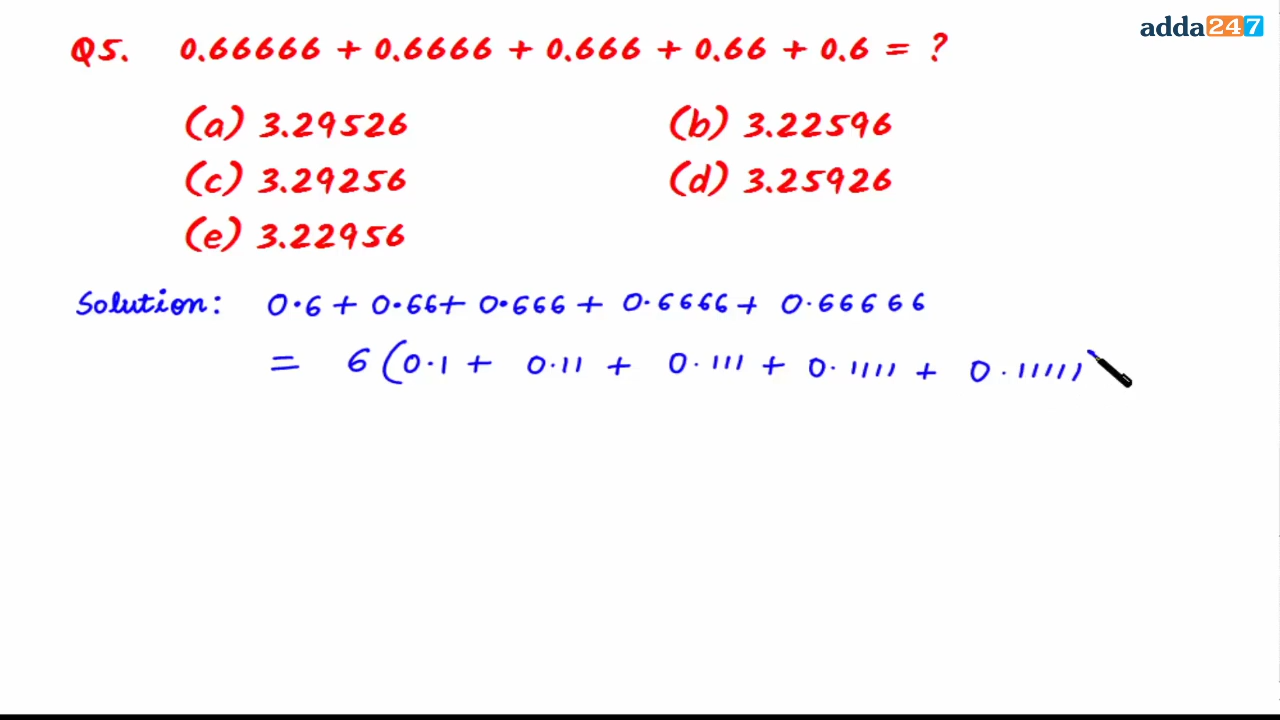 adda247
Q5. 0.66666 + 0.6666 + 0.666 + 0.66 + 0.6 = ?
(a) 3.29526 (b) 3.22596
(c) 3.29256 (d) 3.25926
(e) 3.22956
Solution: 0.6 + 0.66 + 0.666 + 0.6666 + 0.66666
= 6 (0.1 + 0.11 + 0.111 + 0.1111 + 0.11111